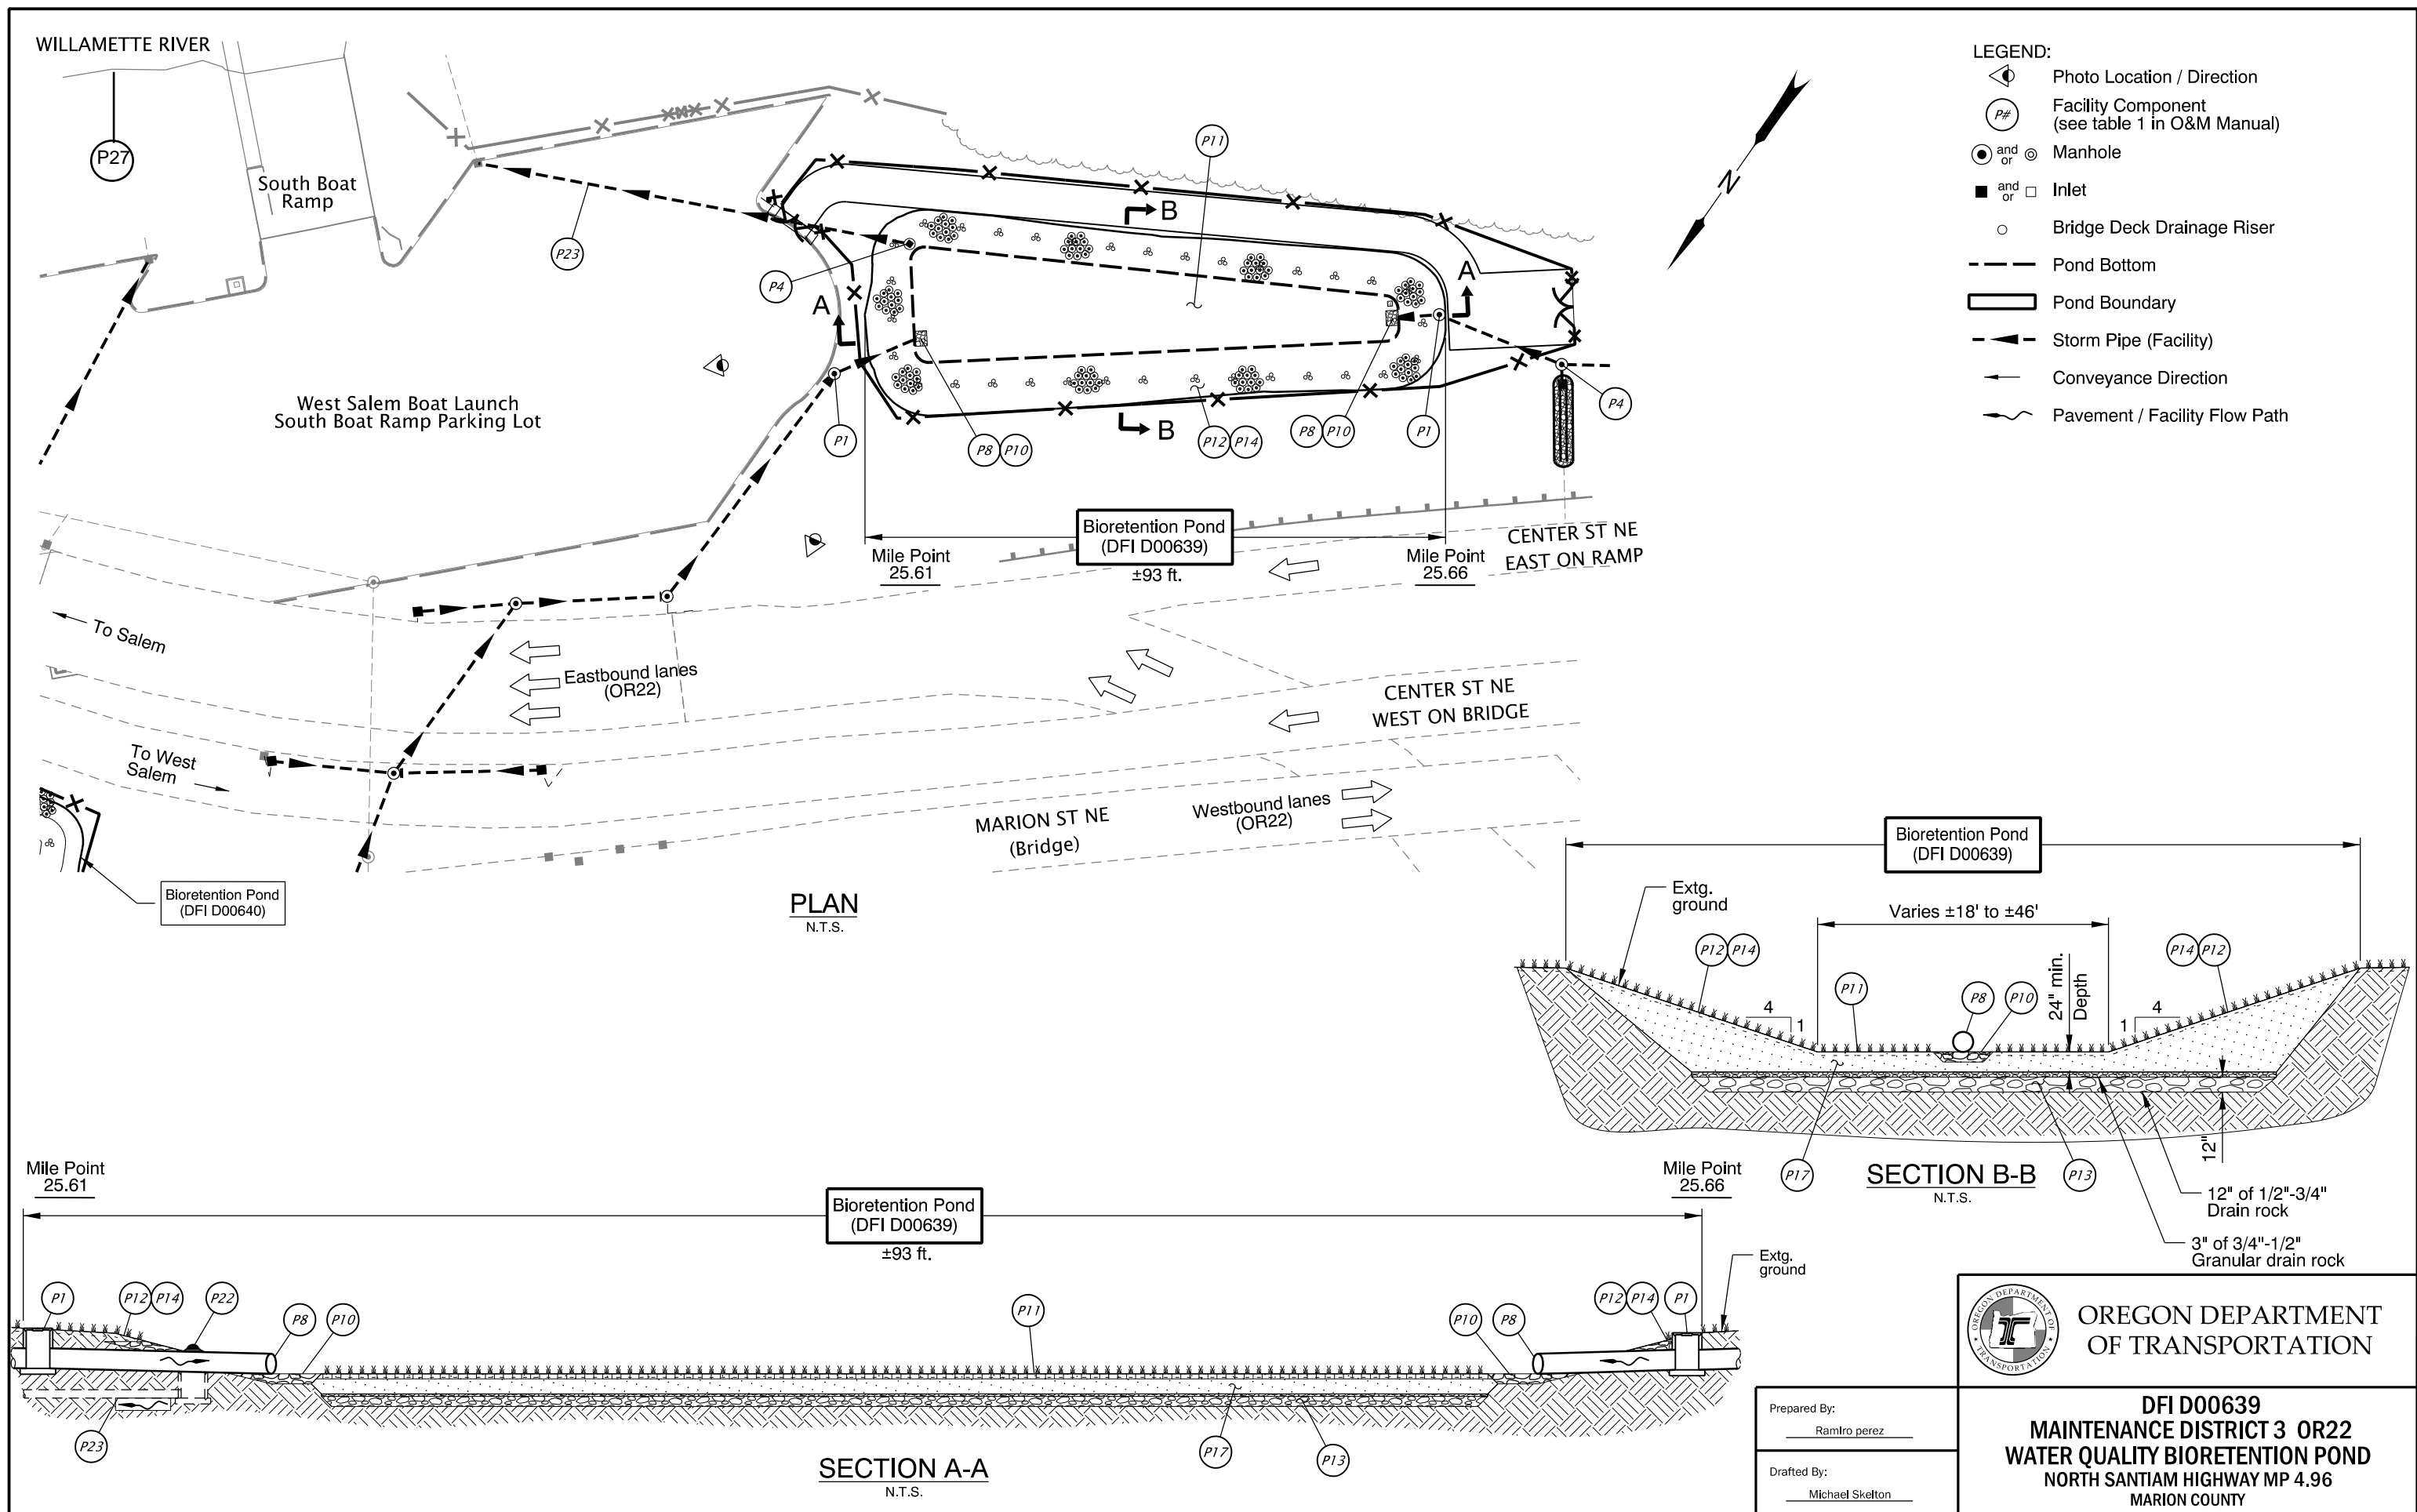 WILLAMETTE RIVER
P27
South Boat
Ramp
P23
P4
P11
B
A
A
B
N
West Salem Boat Launch
South Boat Ramp Parking Lot
P1
P8 P10
P12 P14
P8 P10
P1
P4
Bioretention Pond
(DFI D00639)
±93 ft.
Mile Point
25.61
Mile Point
25.66
CENTER ST NE
EAST ON RAMP
To Salem
Eastbound lanes
(OR22)
CENTER ST NE
WEST ON BRIDGE
To West
Salem
MARION ST NE
(Bridge)
Westbound lanes
(OR22)
Bioretention Pond
(DFI D00640)
PLAN
N.T.S.
LEGEND:
Photo Location / Direction
P#
Facility Component
(see table 1 in O&M Manual)
and
or
Manhole
and
or
Inlet
Bridge Deck Drainage Riser
Pond Bottom
Pond Boundary
Storm Pipe (Facility)
Conveyance Direction
Pavement / Facility Flow Path
Bioretention Pond
(DFI D00639)
Extg.
ground
Varies ±18' to ±46'
P12 P14
P14 P12
P11
P8 P10
24" min.
Depth
4
1
1
4
P17
P13
12"
SECTION B-B
N.T.S.
12" of 1/2"-3/4"
Drain rock
3" of 3/4"-1/2"
Granular drain rock
Mile Point
25.61
Mile Point
25.66
Bioretention Pond
(DFI D00639)
±93 ft.
Extg.
ground
P1
P12 P14
P22
P8
P10
P11
P10
P8
P12 P14
P1
P23
P17
P13
SECTION A-A
N.T.S.
OREGON DEPARTMENT OF
TRANSPORTATION
OREGON DEPARTMENT
OF TRANSPORTATION
Prepared By:
Ramiro perez
Drafted By:
Michael Skelton
DFI D00639
MAINTENANCE DISTRICT 3 OR22
WATER QUALITY BIORETENTION POND
NORTH SANTIAM HIGHWAY MP 4.96
MARION COUNTY